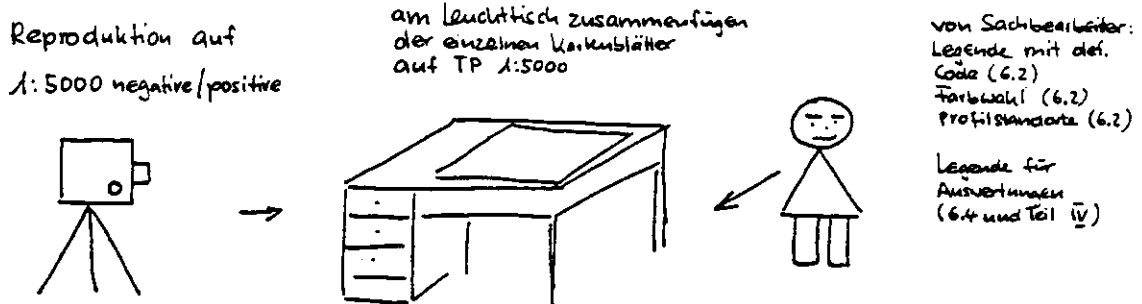 Reproduktion auf
1:5000 negative/positive
am Leuchttisch zusammenfügen
der einzelnen Kartenblätter
auf TP 1:5000
von Sachbearbeiter:
Legende mit def.
Code (6.2)
Farbwahl (6.2)
Profilstandorte (6.2)
Legende für
Auswertungen
(6.4 und Teil IV)